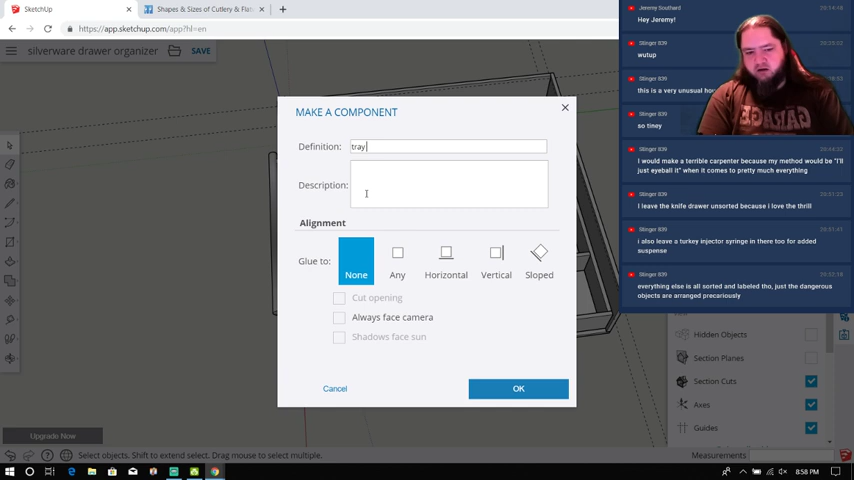 SketchUp
Shapes & Sizes of Cutlery & Flat
https://app.sketchup.com/app?hl=en
silverware drawer organizer
SAVE
MAKE A COMPONENT
Definition:
tray
Description:
Alignment
Glue to:
None
Any
Horizontal
Vertical
Sloped
Cut opening
Always face camera
Shadows face sun
Cancel
OK
Jeremy Southard
Hey Jeremy!
Slinger 839
wutup
Slinger 839
this is a very unusual hou
Slinger 839
so tiney
Slinger 839
I would make a terrible carpenter because my method would be "I'll
just eyeball it" when it comes to pretty much everything
Slinger 839
I leave the knife drawer unsorted because i love the thrill
Slinger 839
i also leave a turkey injector syringe in there too for added
suspense
Slinger 839
everything else is all sorted and labeled tho, just the dangerous
objects are arranged precariously
GARAGE
Hidden Objects
Section Planes
Section Cuts
Axes
Guides
Upgrade Now
Select objects. Shift to extend select. Drag mouse to select multiple.
Measurements
8:58 PM